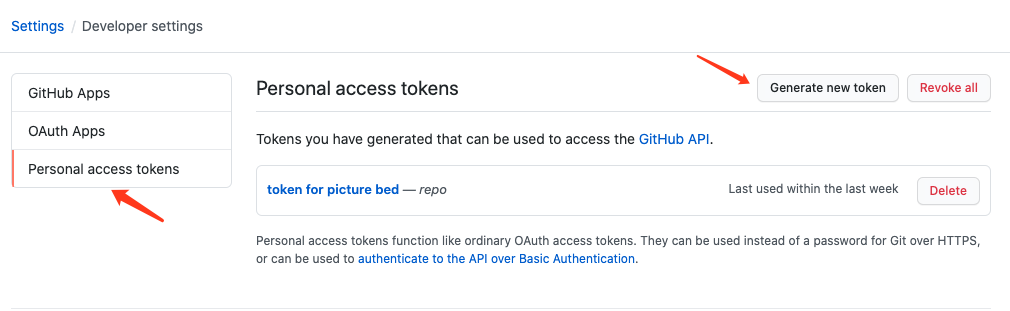 Settings / Developer settings
GitHub Apps
OAuth Apps
Personal access tokens
Personal access tokens
Generate new token
Revoke all
Tokens you have generated that can be used to access the GitHub API.
token for picture bed — repo
Last used within the last week
Delete
Personal access tokens function like ordinary OAuth access tokens. They can be used instead of a password for Git over HTTPS,
or can be used to authenticate to the API over Basic Authentication.